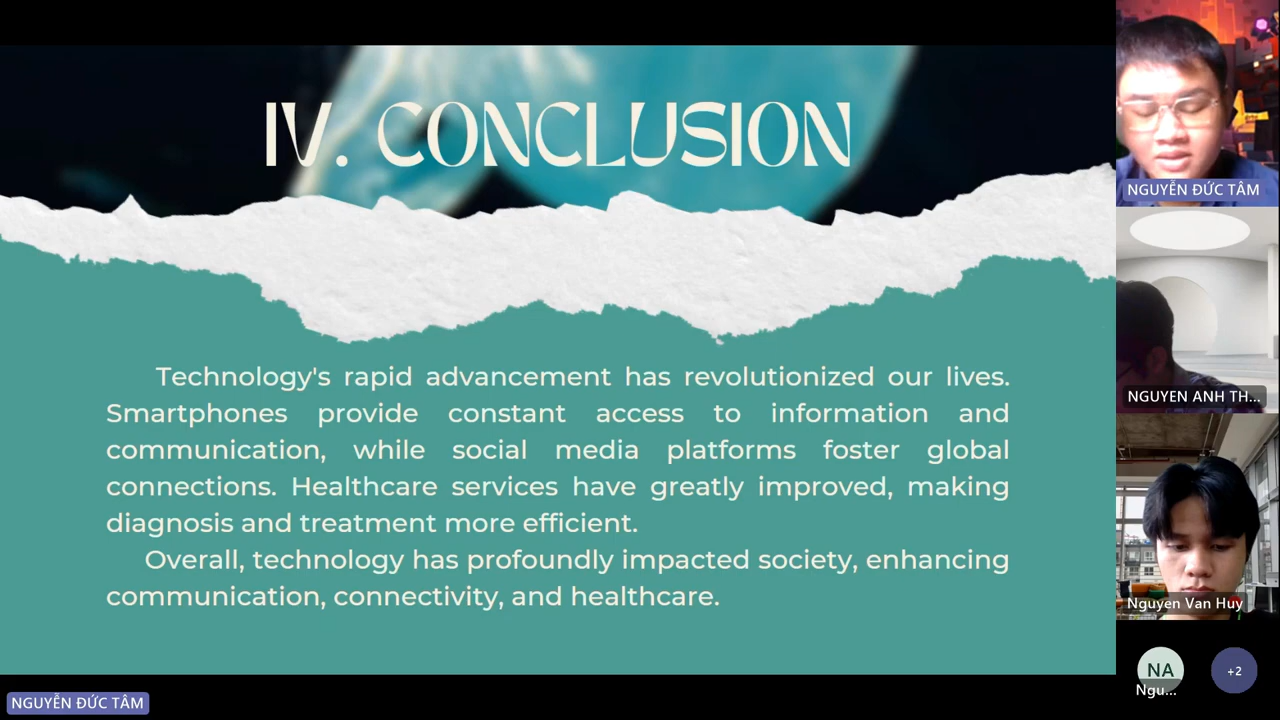 IV. CONCLUSION
Technology's rapid advancement has revolutionized our lives.
Smartphones provide constant access to information and
communication, while social media platforms foster global
connections. Healthcare services have greatly improved, making
diagnosis and treatment more efficient.
Overall, technology has profoundly impacted society, enhancing
communication, connectivity, and healthcare.
NGUYỄN ĐỨC TÂM
NGUYỄN ĐỨC TÂM
NGUYEN ANH TH...
Nguyen Van Huy
NA
Ngu...
+2